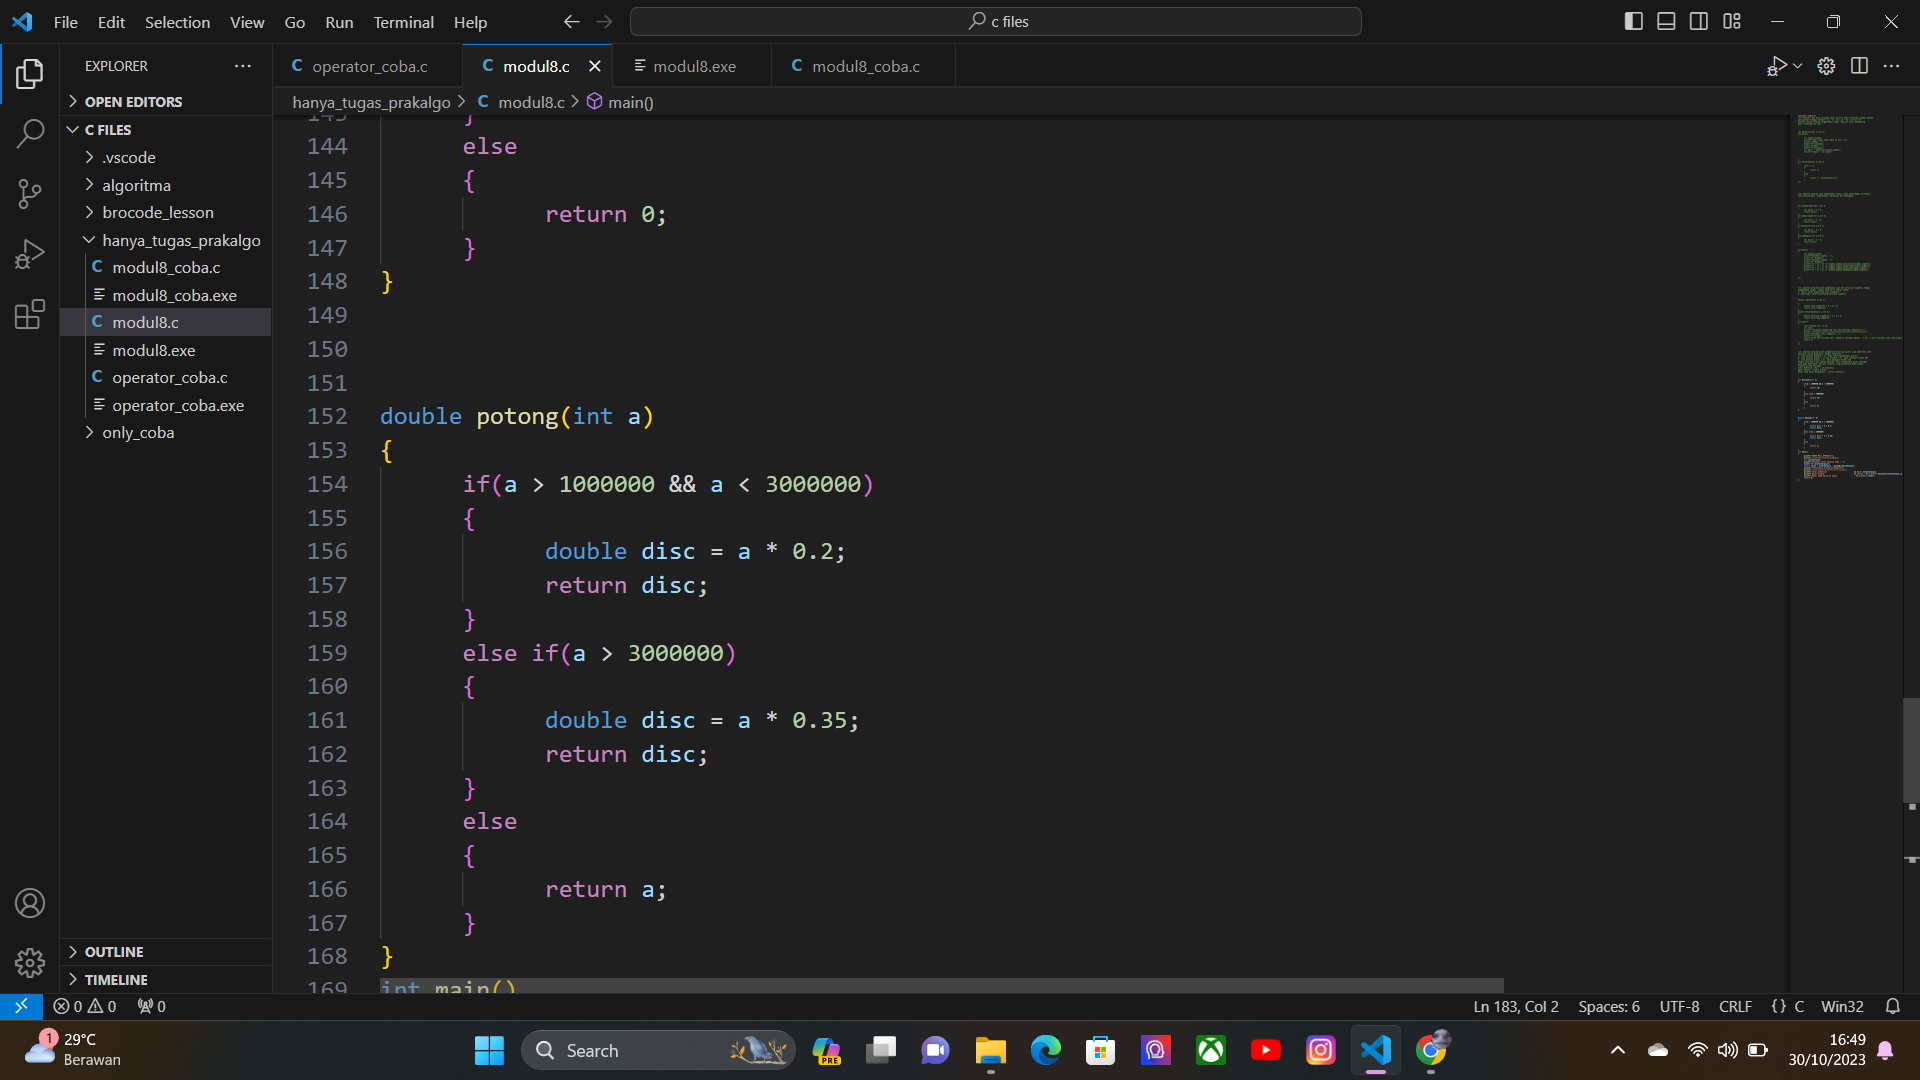 File Edit Selection View Go Run Terminal Help
c files
EXPLORER
operator_coba.c
modul8.c
modul8.exe
modul8_coba.c
OPEN EDITORS
hanya_tugas_prakalgo > C modul8.c > main()
C FILES
.vscode
algoritma
brocode_lesson
hanya_tugas_prakalgo
C modul8_coba.c
modul8_coba.exe
C modul8.c
modul8.exe
C operator_coba.c
operator_coba.exe
only_coba
OUTLINE
TIMELINE
143 }
144 else
145 {
146 return 0;
147 }
148 }
149
150
151
152 double potong(int a)
153 {
154 if(a > 1000000 && a < 3000000)
155 {
156 double disc = a * 0.2;
157 return disc;
158 }
159 else if(a > 3000000)
160 {
161 double disc = a * 0.35;
162 return disc;
163 }
164 else
165 {
166 return a;
167 }
168 }
169 int main()
0 0 0
Ln 183, Col 2 Spaces: 6 UTF-8 CRLF {} C Win32
1
29°C
Berawan
Search
PRE
16:49
30/10/2023